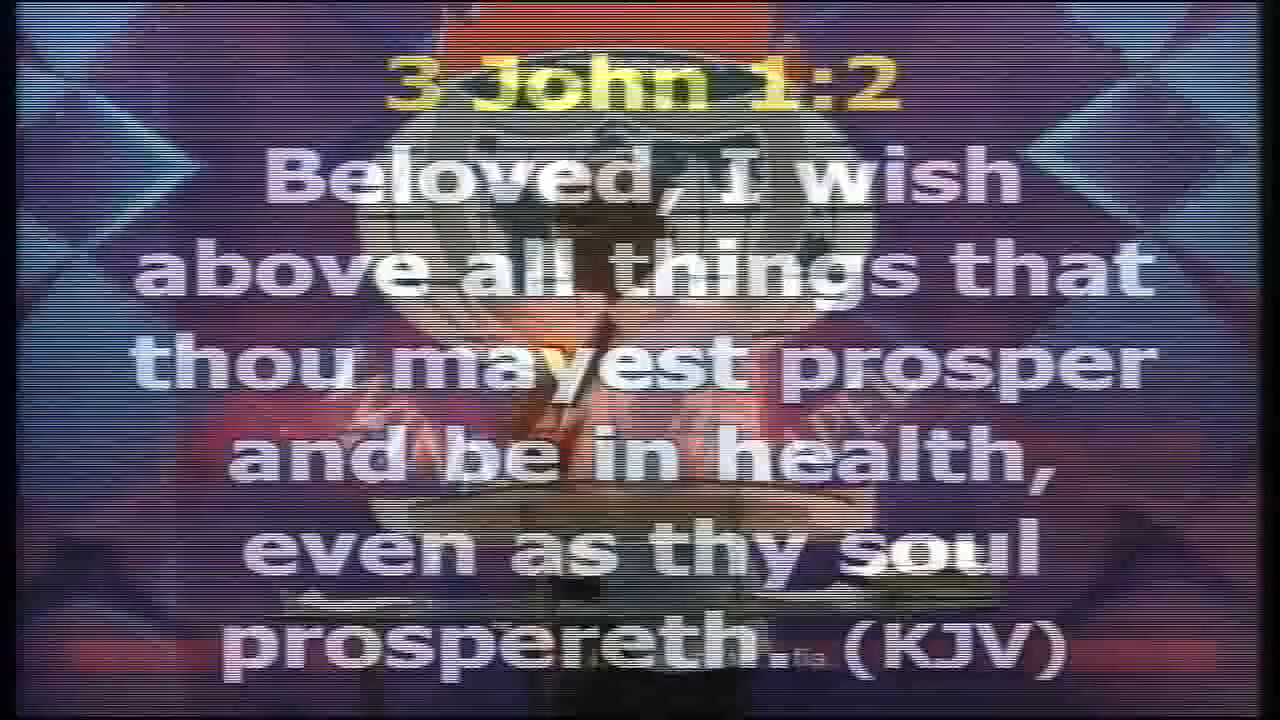 3 John 1:2
Beloved, I wish
above all things that
thou mayest prosper
and be in health,
even as thy soul
prospereth. (KJV)